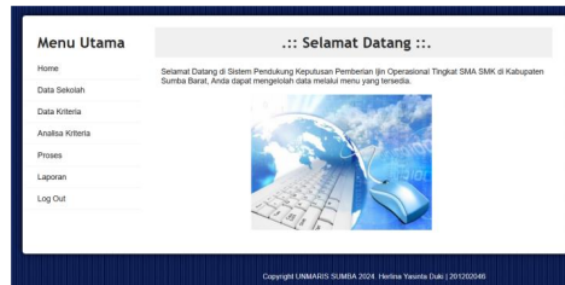 Menu Utama
Home
Data Sekolah
Data Kriteria
Analisa Kriteria
Proses
Laporan
Log Out
.:: Selamat Datang ::.
Selamat Datang di Sistem Pendukung Keputusan Pemberian Ijin Operasional Tingkat SMA SMK di Kabupaten
Sumba Barat, Anda dapat mengelolah data melalui menu yang tersedia.
Copyright UNMARIS SUMBA 2024. Herlina Yasinta Duki | 201202046